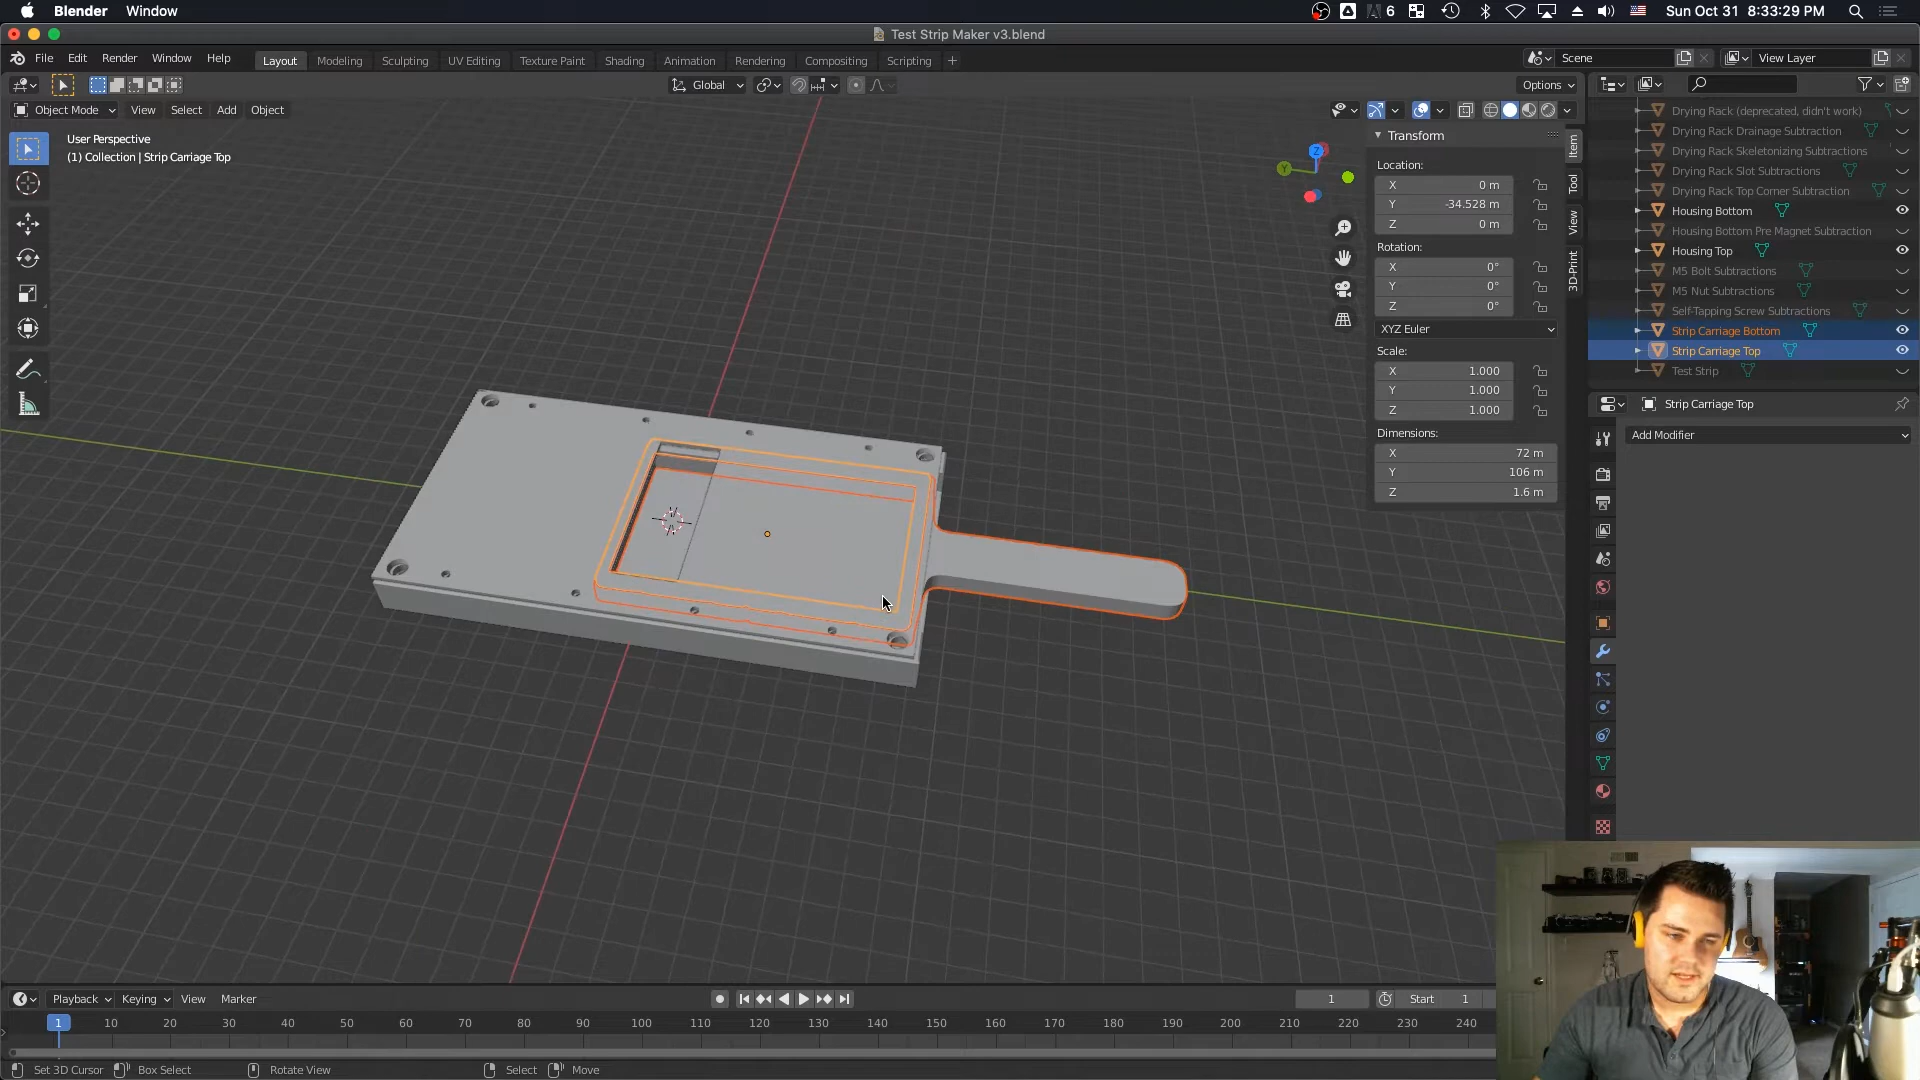 Blender Window 6 Sun Oct 31 8:33:29 PM
Test Strip Maker v3.blend
File Edit Render Window Help Layout Modeling Sculpting UV Editing Texture Paint Shading Animation Rendering Compositing Scripting + Scene View Layer
Global Options
Object Mode View Select Add Object
User Perspective
(1) Collection | Strip Carriage Top
Z
Y
Transform
Location:
X 0 m
Y -34.528 m
Z 0 m
Rotation:
X 0°
Y 0°
Z 0°
XYZ Euler
Scale:
X 1.000
Y 1.000
Z 1.000
Dimensions:
X 72 m
Y 106 m
Z 1.6 m
Item
Tool
View
3D-Print
Drying Rack (deprecated, didn't work)
Drying Rack Drainage Subtraction
Drying Rack Skeletonizing Subtractions
Drying Rack Slot Subtractions
Drying Rack Top Corner Subtraction
Housing Bottom
Housing Bottom Pre Magnet Subtraction
Housing Top
M5 Bolt Subtractions
M5 Nut Subtractions
Self-Tapping Screw Subtractions
Strip Carriage Bottom
Strip Carriage Top
Test Strip
Strip Carriage Top
Add Modifier
Playback Keying View Marker 1 Start 1
1 10 20 30 40 50 60 70 80 90 100 110 120 130 140 150 160 170 180 190 200 210 220 230 240
Set 3D Cursor Box Select Rotate View Select Move